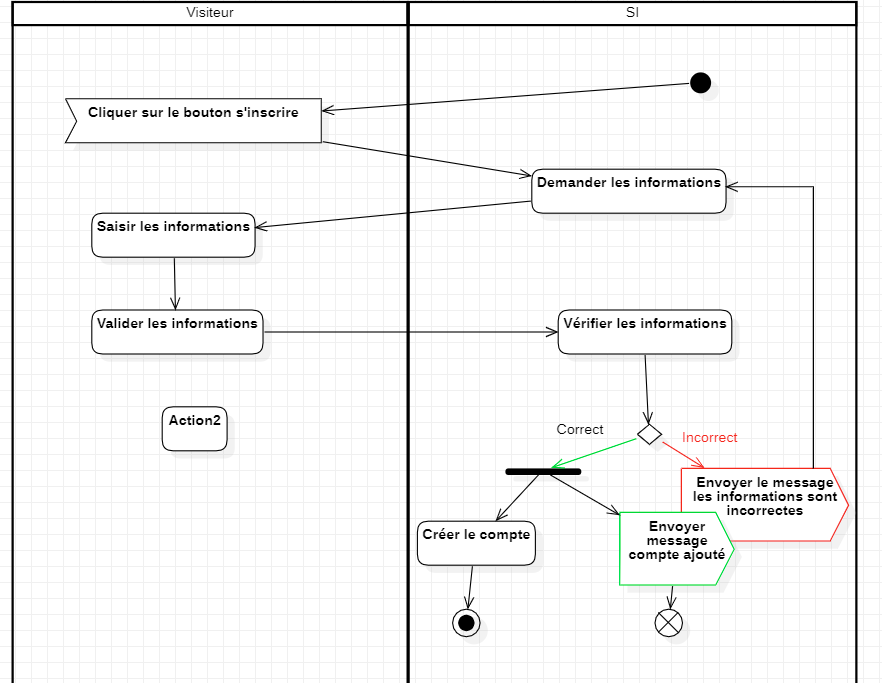 Visiteur
SI
Cliquer sur le bouton s'inscrire
Demander les informations
Saisir les informations
Valider les informations
Vérifier les informations
Action2
Correct
Incorrect
Envoyer le message
les informations sont
incorrectes
Créer le compte
Envoyer
message
compte ajouté